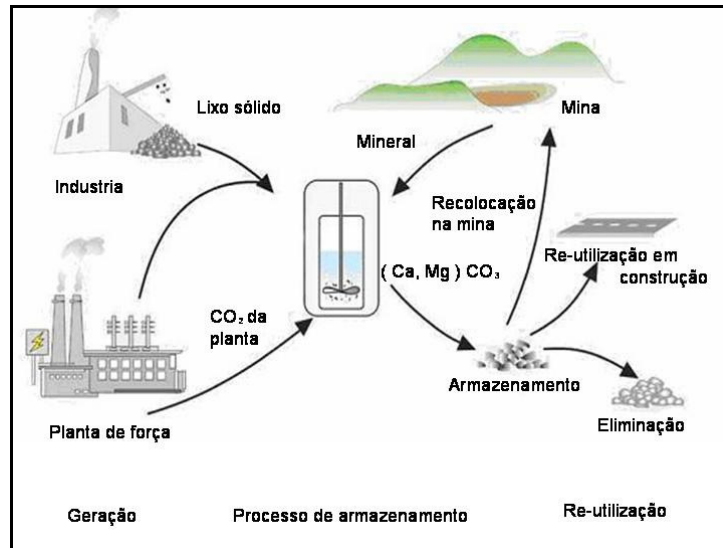 Lixo sólido
Industria
Mineral
Mina
Recolocação
na mina
( Ca, Mg ) CO₃
Re-utilização em
construção
CO₂ da
planta
Armazenamento
Planta de força
Eliminação
Geração
Processo de armazenamento
Re-utilização